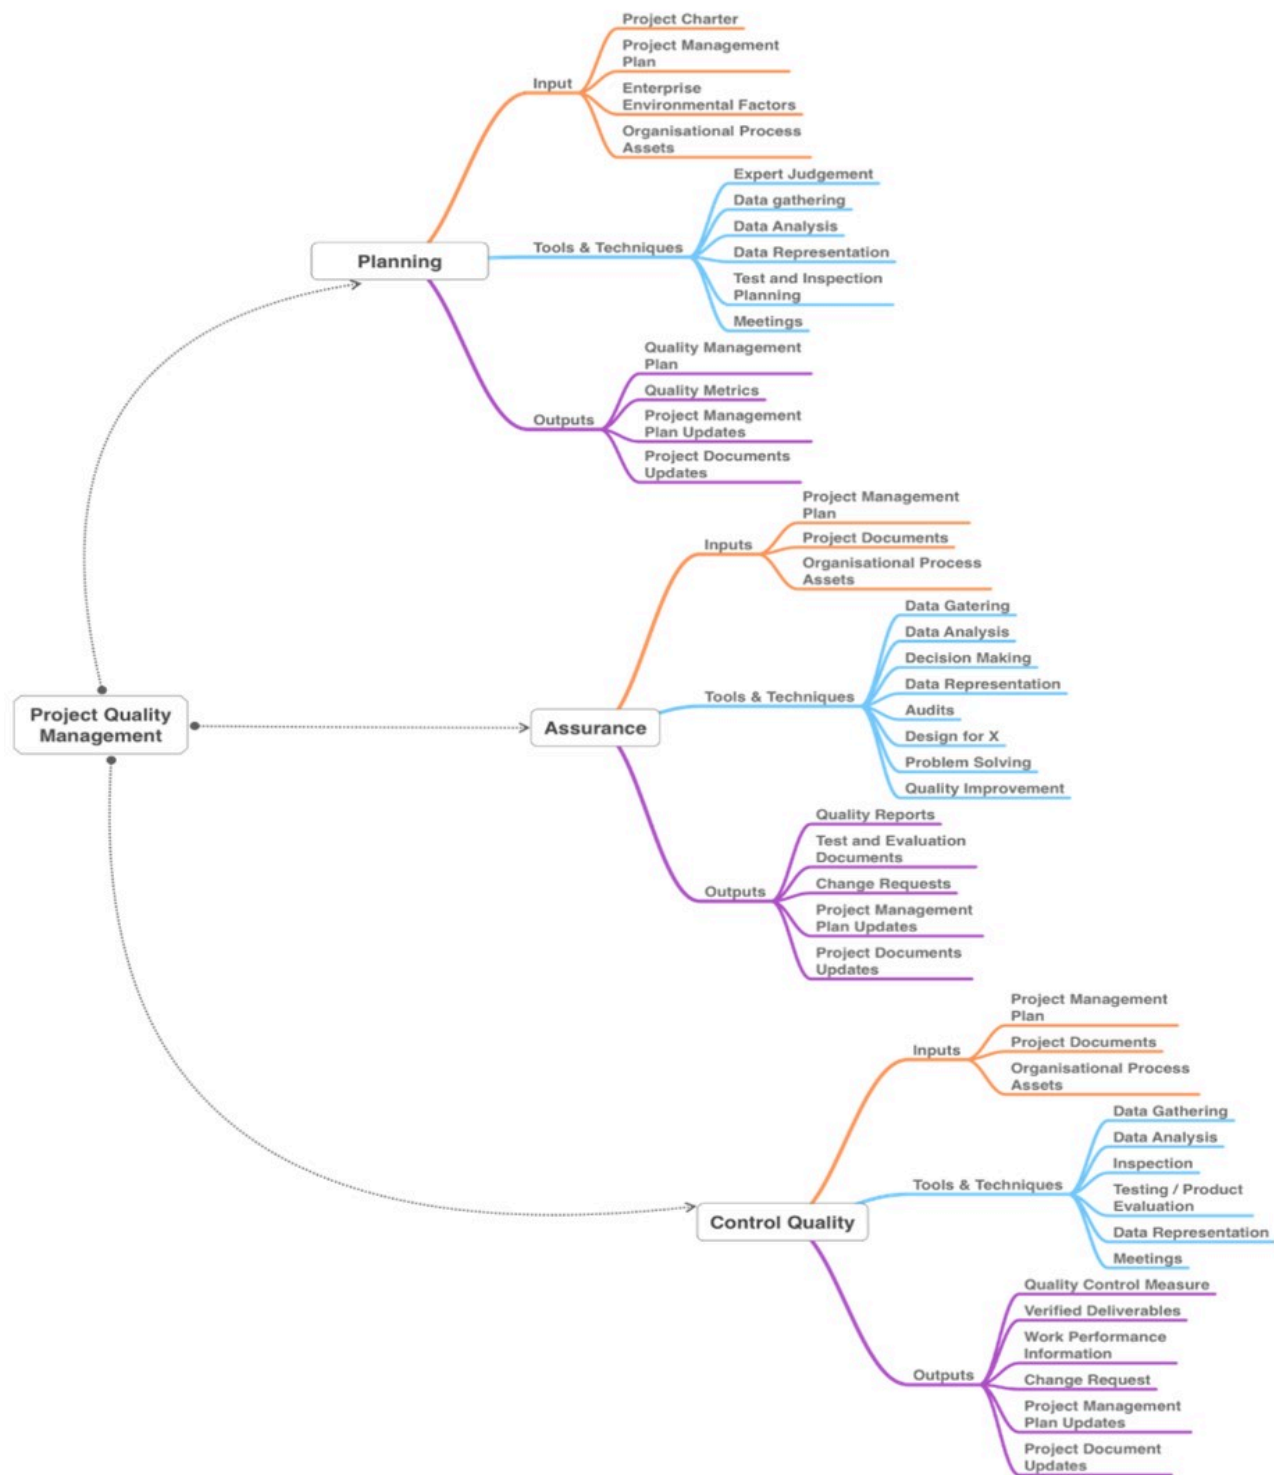 Project Charter
Project Management
Plan
Input
Enterprise
Environmental Factors
Organisational Process
Assets
Expert Judgement
Data gathering
Data Analysis
Tools & Techniques
Data Representation
Planning
Test and Inspection
Planning
Meetings
Quality Management
Plan
Quality Metrics
Outputs
Project Management
Plan Updates
Project Documents
Updates
Project Management
Plan
Inputs
Project Documents
Organisational Process
Assets
Data Gatering
Data Analysis
Decision Making
Data Representation
Tools & Techniques
Audits
Project Quality
Management
Assurance
Design for X
Problem Solving
Quality Improvement
Quality Reports
Test and Evaluation
Documents
Outputs
Change Requests
Project Management
Plan Updates
Project Documents
Updates
Project Management
Plan
Inputs
Project Documents
Organisational Process
Assets
Data Gathering
Data Analysis
Inspection
Tools & Techniques
Testing / Product
Evaluation
Control Quality
Data Representation
Meetings
Quality Control Measure
Verified Deliverables
Work Performance
Information
Outputs
Change Request
Project Management
Plan Updates
Project Document
Updates